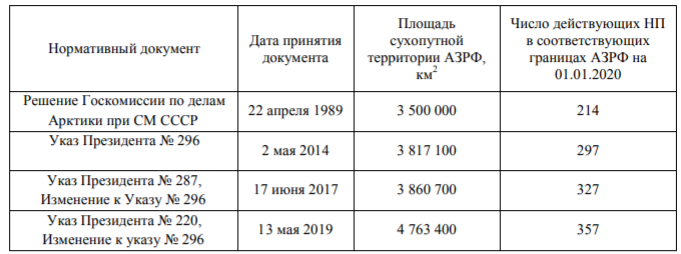 Нормативный документ
Дата принятия
документа
Площадь
сухопутной
территории АЗРФ,
км2
Число действующих НП
в соответствующих
границах АЗРФ на
01.01.2020
Решение Госкомиссии по делам
Арктики при СМ СССР
22 апреля 1989
3 500 000
214
Указ Президента № 296
2 мая 2014
3 817 100
297
Указ Президента № 287,
Изменение к Указу № 296
17 июня 2017
3 860 700
327
Указ Президента № 220,
Изменение к указу № 296
13 мая 2019
4 763 400
357